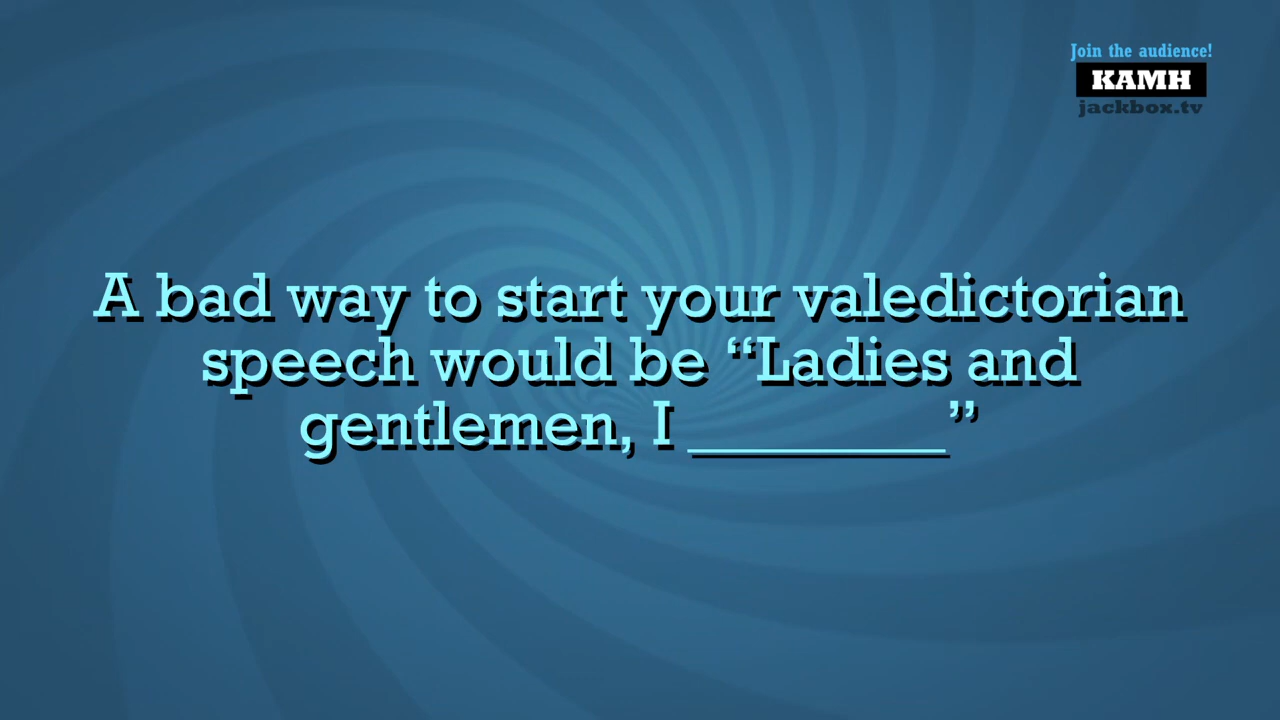 Join the audience!
KAMH
jackbox.tv
A bad way to start your valedictorian
speech would be “Ladies and
gentlemen, I ________”